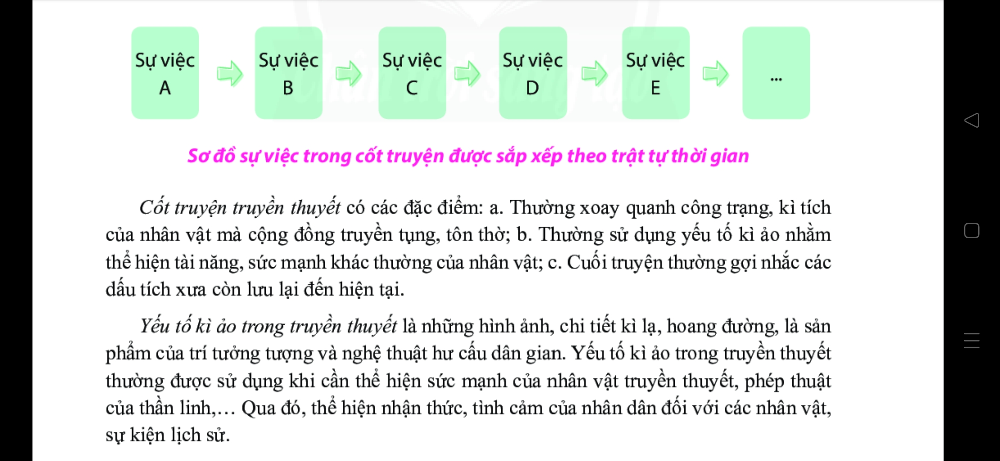 Sự việc A
Sự việc B
Sự việc C
Sự việc D
Sự việc E
...
Chân trời sáng tạo
Sơ đồ sự việc trong cốt truyện được sắp xếp theo trật tự thời gian
Cốt truyện truyền thuyết có các đặc điểm: a. Thường xoay quanh công trạng, kì tích
của nhân vật mà cộng đồng truyền tụng, tôn thờ; b. Thường sử dụng yếu tố kì ảo nhằm
thể hiện tài năng, sức mạnh khác thường của nhân vật; c. Cuối truyện thường gợi nhắc các
dấu tích xưa còn lưu lại đến hiện tại.
Yếu tố kì ảo trong truyền thuyết là những hình ảnh, chi tiết kì lạ, hoang đường, là sản
phẩm của trí tưởng tượng và nghệ thuật hư cấu dân gian. Yếu tố kì ảo trong truyền thuyết
thường được sử dụng khi cần thể hiện sức mạnh của nhân vật truyền thuyết, phép thuật
của thần linh,... Qua đó, thể hiện nhận thức, tình cảm của nhân dân đối với các nhân vật,
sự kiện lịch sử.